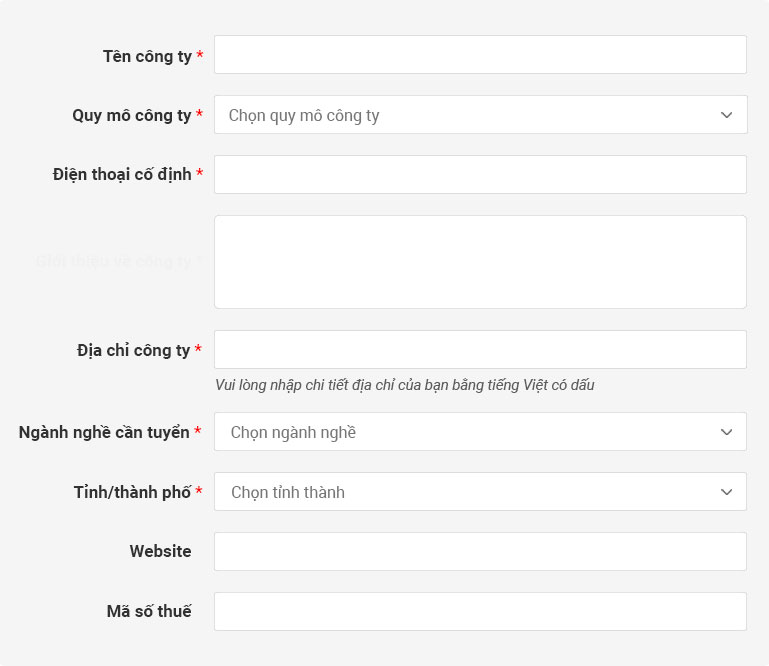 Tên công ty *
Quy mô công ty *
Chọn quy mô công ty
Điện thoại cố định *
Giới thiệu về công ty *
Địa chỉ công ty *
Vui lòng nhập chi tiết địa chỉ của bạn bằng tiếng Việt có dấu
Ngành nghề cần tuyển *
Chọn ngành nghề
Tỉnh/thành phố *
Chọn tỉnh thành
Website
Mã số thuế